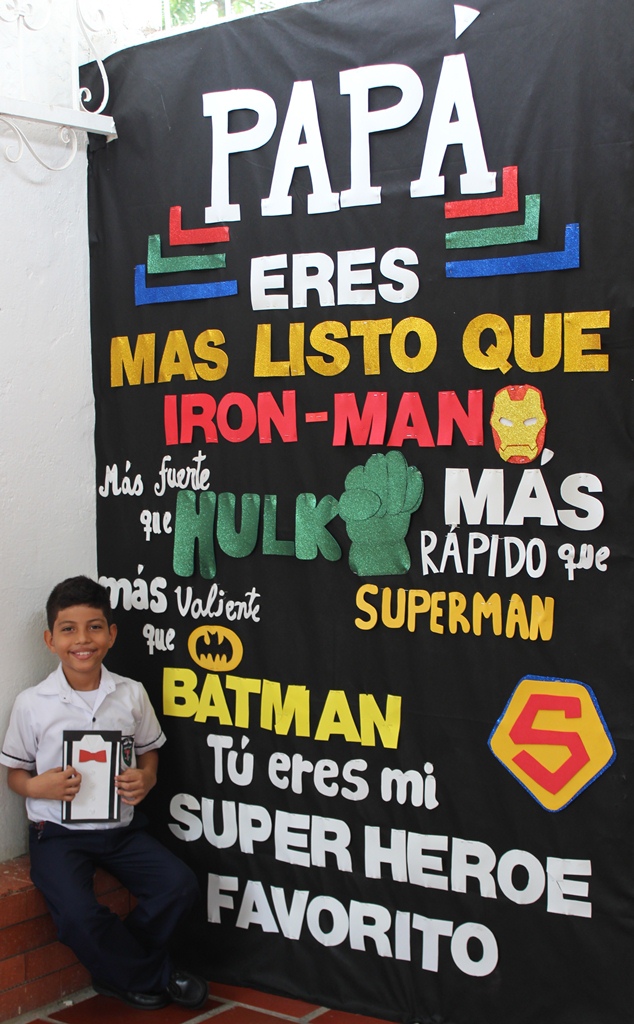 PAPÁ
ERES
MAS LISTO QUE
IRON-MAN
Más fuerte
que
HULK
MÁS
RÁPIDO que
SUPERMAN
más Valiente
que
BATMAN
S
Tú eres mi
SUPER HEROE
FAVORITO